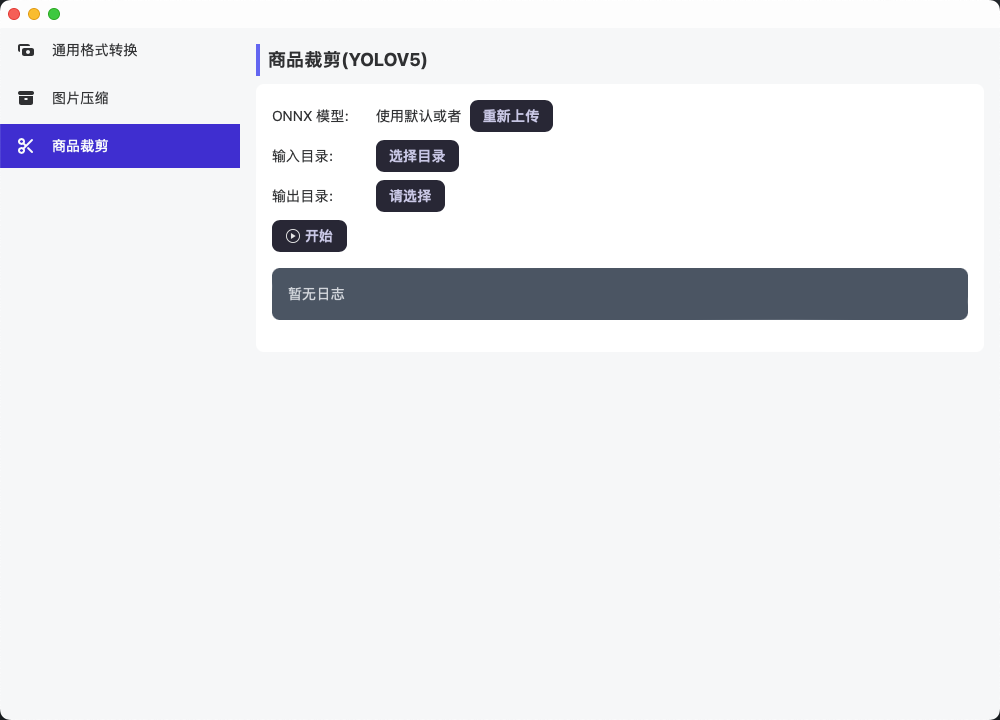 通用格式转换
图片压缩
商品裁剪
商品裁剪(YOLOV5)
ONNX 模型: 使用默认或者 重新上传
输入目录: 选择目录
输出目录: 请选择
开始
暂无日志